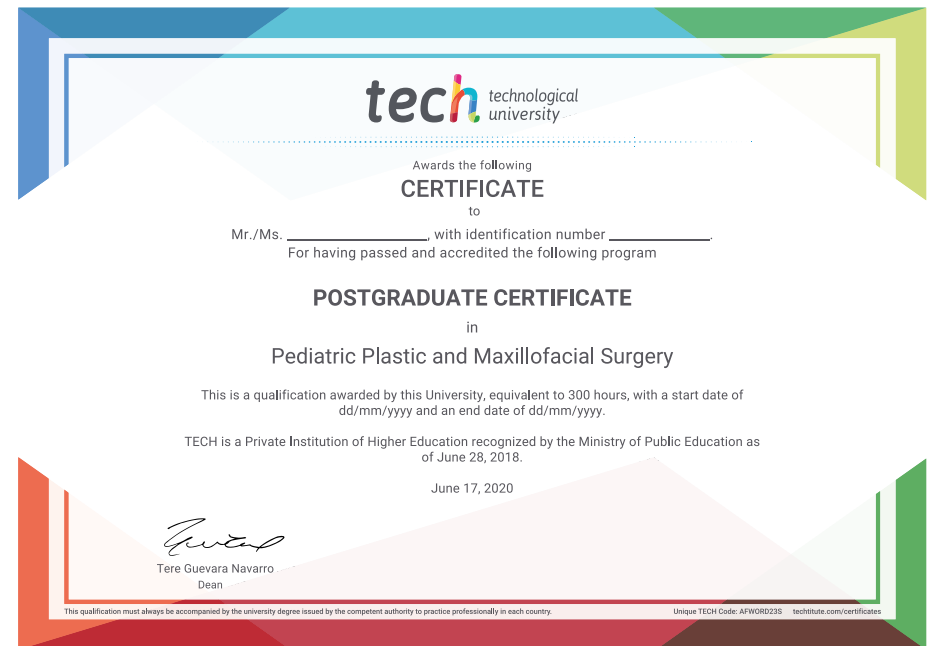 tech technological
university
Awards the following
CERTIFICATE
to
Mr./Ms. ____________________, with identification number ______________.
For having passed and accredited the following program
POSTGRADUATE CERTIFICATE
in
Pediatric Plastic and Maxillofacial Surgery
This is a qualification awarded by this University, equivalent to 300 hours, with a start date of
dd/mm/yyyy and an end date of dd/mm/yyyy.
TECH is a Private Institution of Higher Education recognized by the Ministry of Public Education as
of June 28, 2018.
June 17, 2020
Tere Guevara Navarro
Dean
This qualification must always be accompanied by the university degree issued by the competent authority to practice professionally in each country. Unique TECH Code: AFWORD23S techtitute.com/certificates